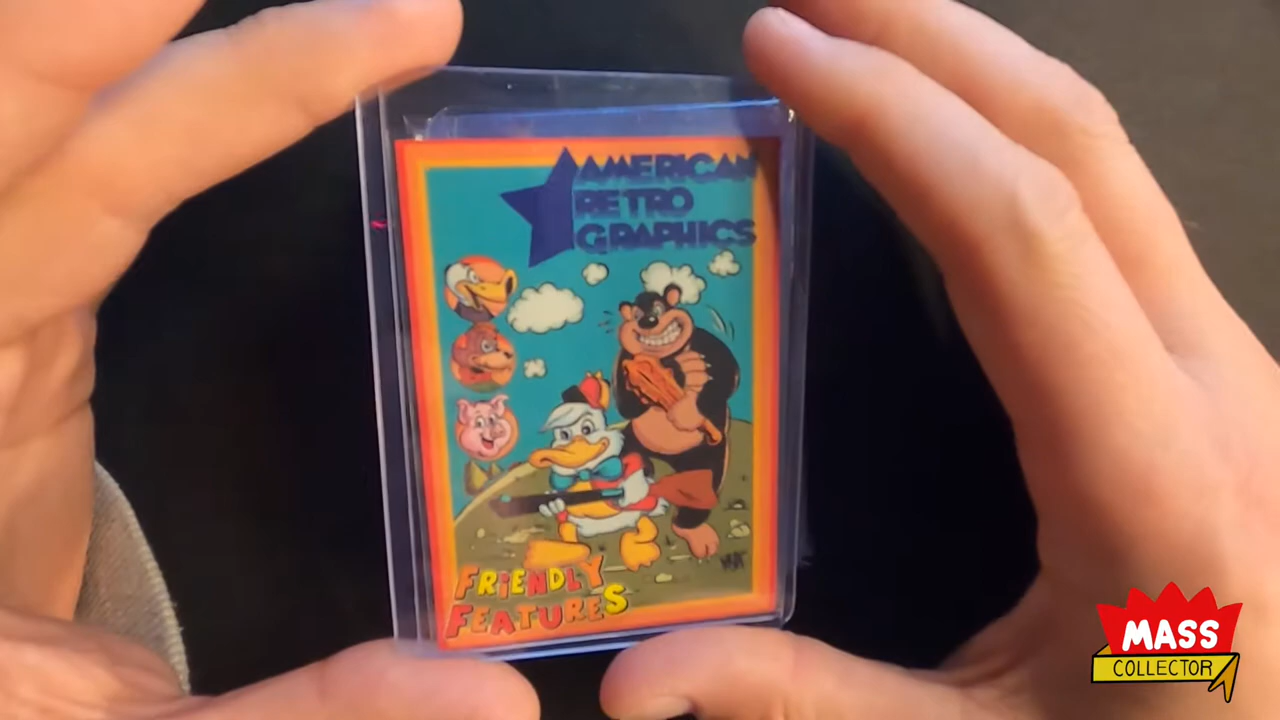 AMERICAN
RETRO
GRAPHICS
FRIENDLY
FEATURES
MASS
COLLECTOR